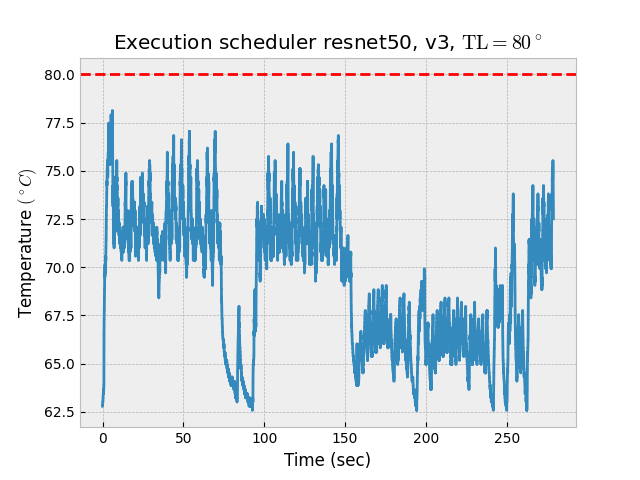 Execution scheduler resnet50, v3, TL = 80°
80.0
77.5
75.0
72.5
70.0
67.5
65.0
62.5
Temperature (°C)
0 50 100 150 200 250
Time (sec)